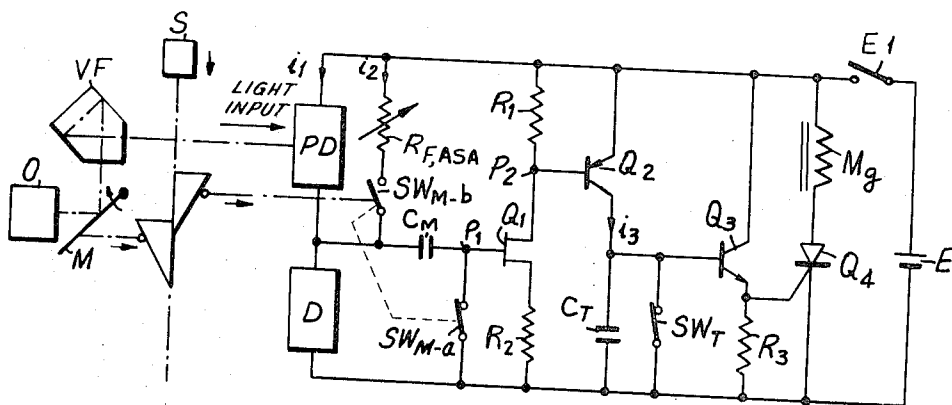 S
VF
LIGHT
INPUT
i1
i2
E1
R1
PD
RF,ASA
P2
Q2
Mg
O
SWM-b
CM
P1
Q1
i3
Q3
Q4
E
M
D
SWM-a
R2
CT
SWT
R3